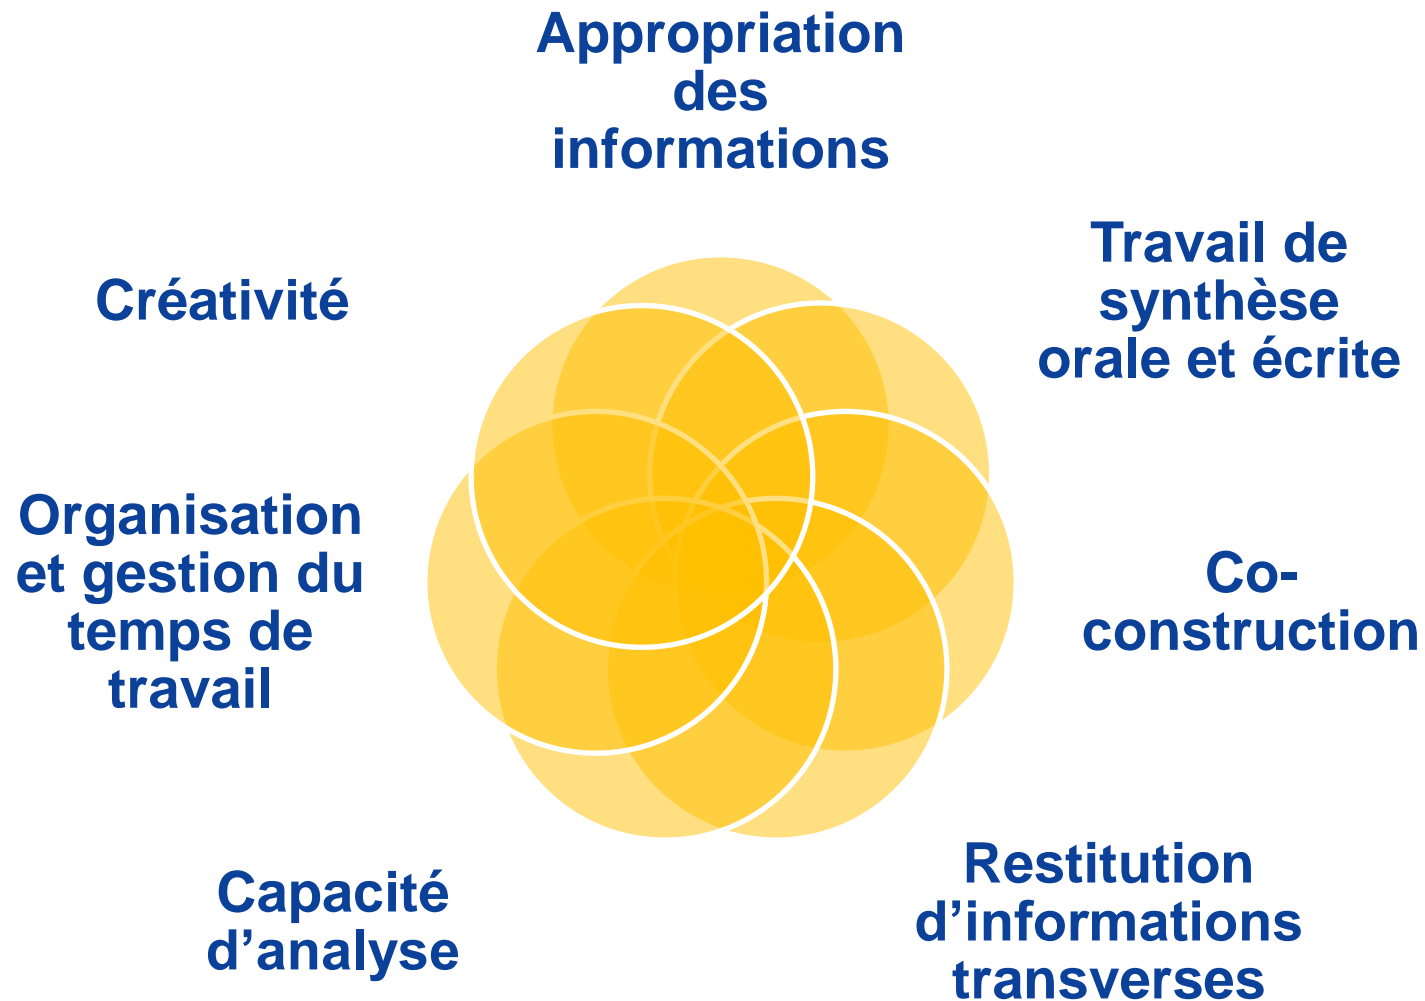 Appropriation
des
informations
Travail de
synthèse
orale et écrite
Co-
construction
Restitution
d’informations
transverses
Capacité
d’analyse
Organisation
et gestion du
temps de
travail
Créativité